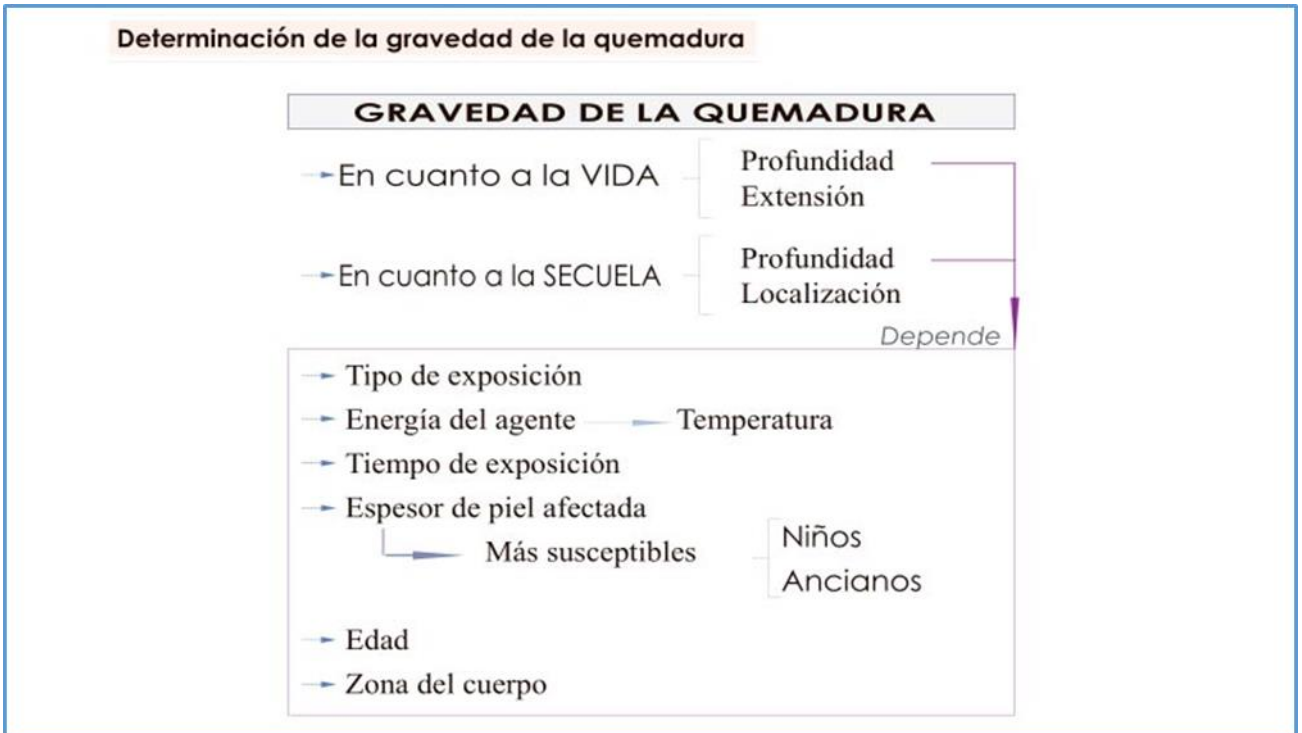 Determinación de la gravedad de la quemadura
GRAVEDAD DE LA QUEMADURA
En cuanto a la VIDA
Profundidad
Extensión
En cuanto a la SECUELA
Profundidad
Localización
Depende
Tipo de exposición
Energía del agente Temperatura
Tiempo de exposición
Espesor de piel afectada
Más susceptibles
Niños
Ancianos
Edad
Zona del cuerpo